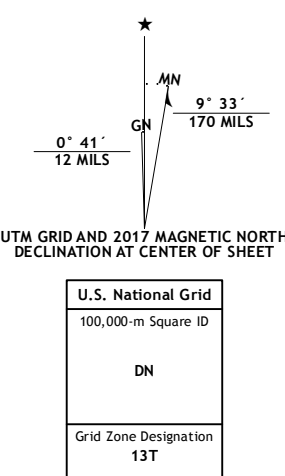 MN
GN
9° 33´
170 MILS
0° 41´
12 MILS
UTM GRID AND 2017 MAGNETIC NORTH
DECLINATION AT CENTER OF SHEET
U.S. National Grid
100,000-m Square ID
DN
Grid Zone Designation
13T